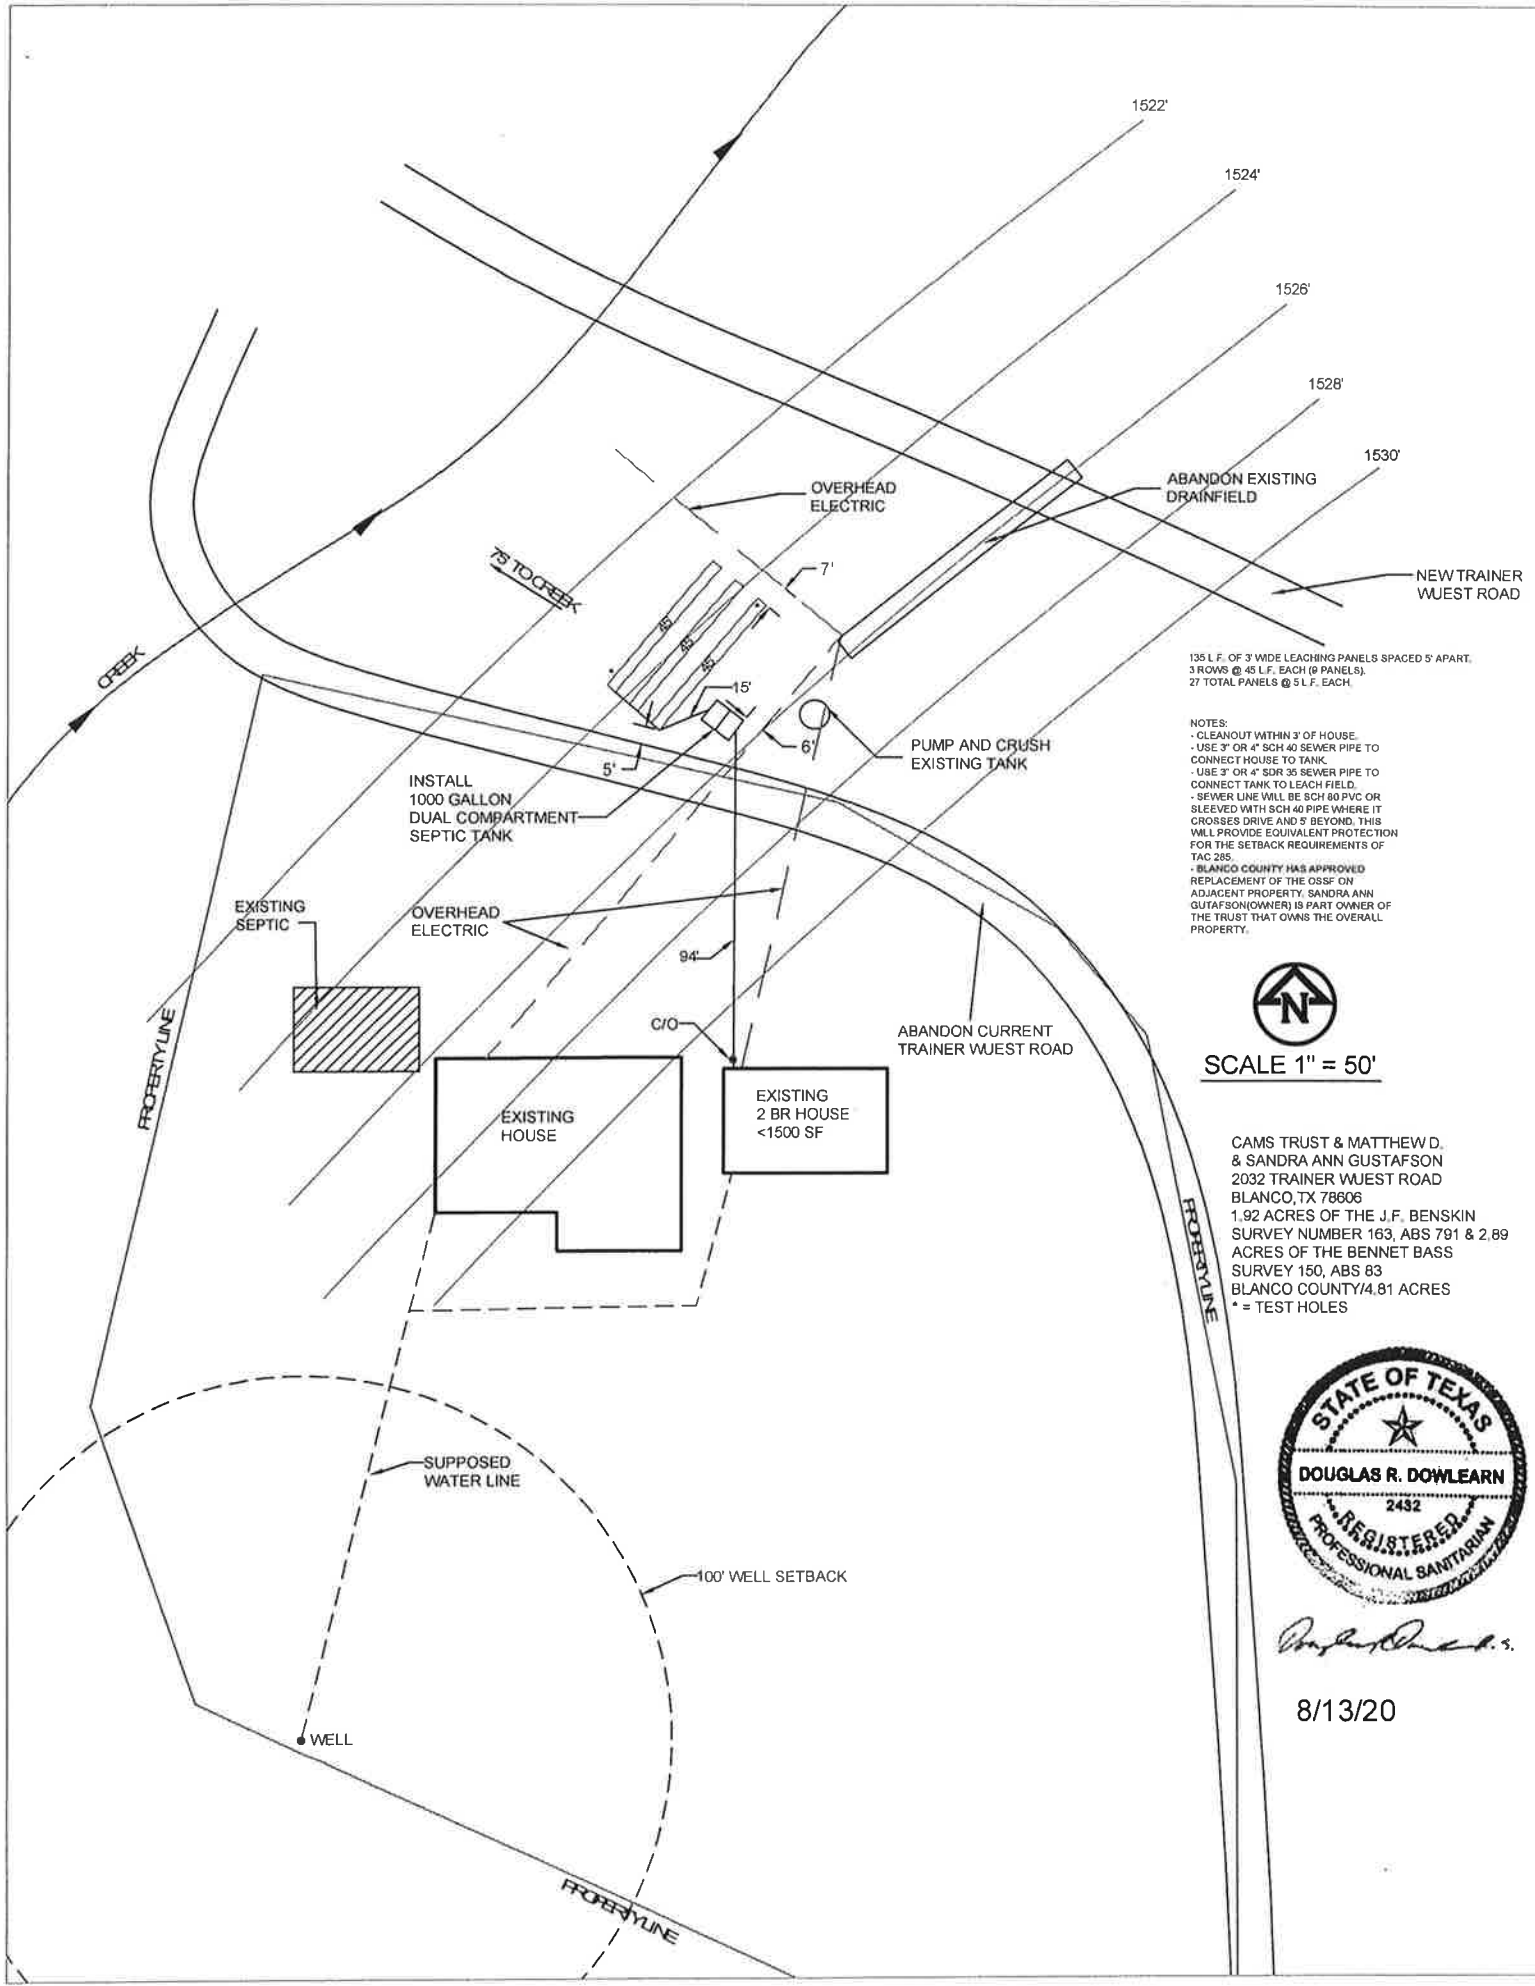 1522'
1524'
1526'
1528'
1530'
OVERHEAD
ELECTRIC
ABANDON EXISTING
DRAINFIELD
7'
75 TO CREEK
NEW TRAINER
WUEST ROAD
45
45
45
CREEK
15'
6'
5'
PUMP AND CRUSH
EXISTING TANK
INSTALL
1000 GALLON
DUAL COMPARTMENT
SEPTIC TANK
135 L.F. OF 3' WIDE LEACHING PANELS SPACED 5' APART.
3 ROWS @ 45 L.F. EACH (9 PANELS).
27 TOTAL PANELS @ 5 L.F. EACH.
NOTES:
- CLEANOUT WITHIN 3' OF HOUSE.
- USE 3" OR 4" SCH 40 SEWER PIPE TO
CONNECT HOUSE TO TANK.
- USE 3" OR 4" SDR 35 SEWER PIPE TO
CONNECT TANK TO LEACH FIELD.
- SEWER LINE WILL BE SCH 80 PVC OR
SLEEVED WITH SCH 40 PIPE WHERE IT
CROSSES DRIVE AND 5' BEYOND. THIS
WILL PROVIDE EQUIVALENT PROTECTION
FOR THE SETBACK REQUIREMENTS OF
TAC 285.
- BLANCO COUNTY HAS APPROVED
REPLACEMENT OF THE OSSF ON
ADJACENT PROPERTY. SANDRA ANN
GUTAFSON(OWNER) IS PART OWNER OF
THE TRUST THAT OWNS THE OVERALL
PROPERTY.
EXISTING
SEPTIC
OVERHEAD
ELECTRIC
94'
C/O
ABANDON CURRENT
TRAINER WUEST ROAD
N
SCALE 1" = 50'
PROPERTY LINE
EXISTING
HOUSE
EXISTING
2 BR HOUSE
<1500 SF
CAMS TRUST & MATTHEW D.
& SANDRA ANN GUSTAFSON
2032 TRAINER WUEST ROAD
BLANCO,TX 78606
1.92 ACRES OF THE J.F. BENSKIN
SURVEY NUMBER 163, ABS 791 & 2.89
ACRES OF THE BENNET BASS
SURVEY 150, ABS 83
BLANCO COUNTY/4.81 ACRES
* = TEST HOLES
PROPERTY LINE
STATE OF TEXAS
DOUGLAS R. DOWLEARN
2432
REGISTERED
PROFESSIONAL SANITARIAN
SUPPOSED
WATER LINE
100' WELL SETBACK
R.S.
8/13/20
WELL
PROPERTY LINE